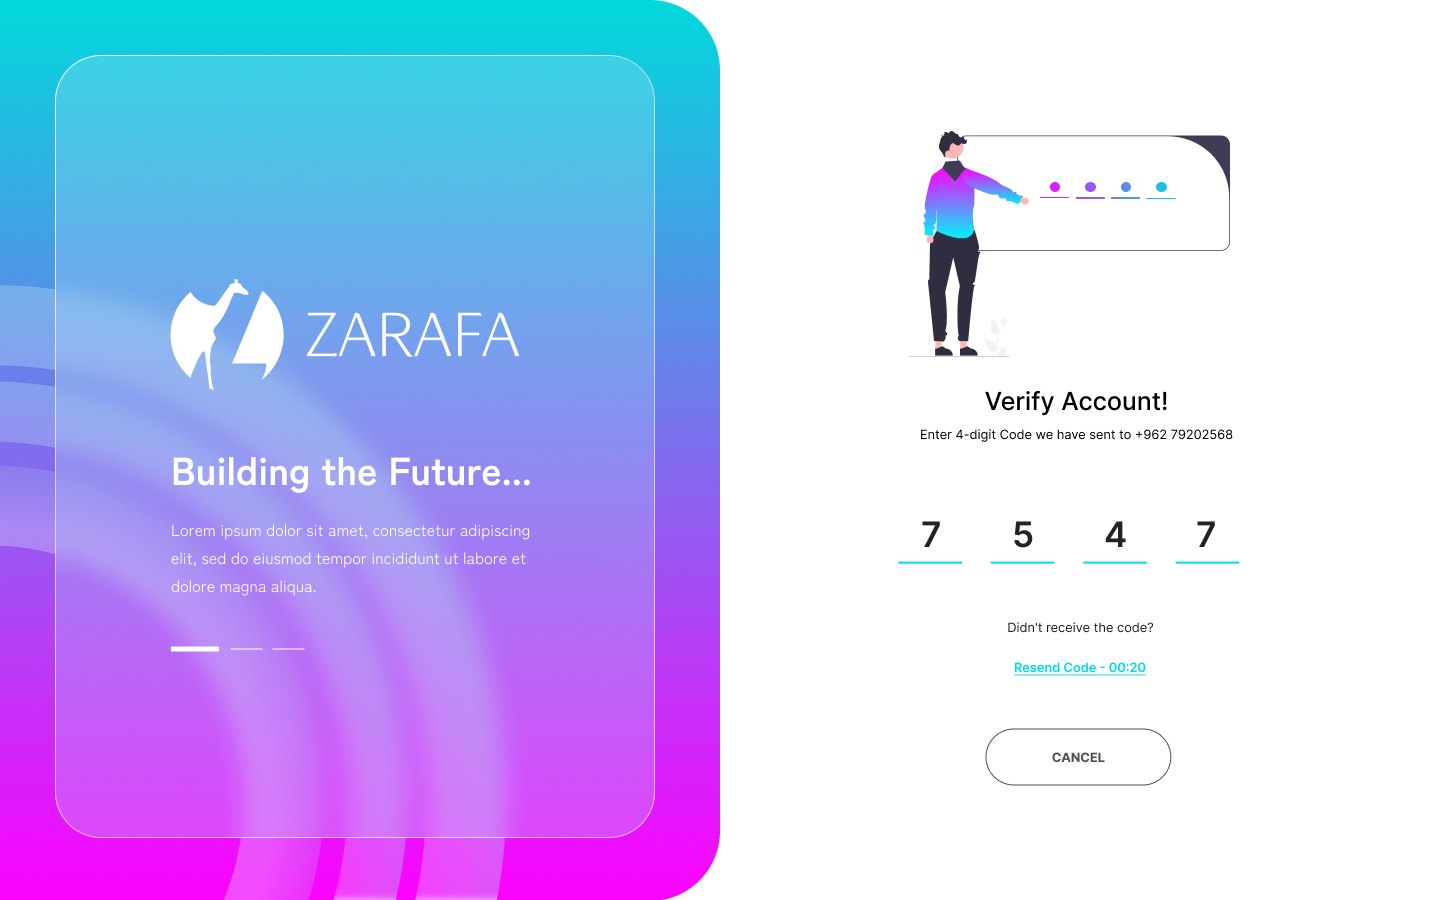 ZARAFA
Building the Future...
Lorem ipsum dolor sit amet, consectetur adipiscing
elit, sed do eiusmod tempor incididunt ut labore et
dolore magna aliqua.
Verify Account!
Enter 4-digit Code we have sent to +962 79202568
7 5 4 7
Didn't receive the code?
Resend Code - 00:20
CANCEL